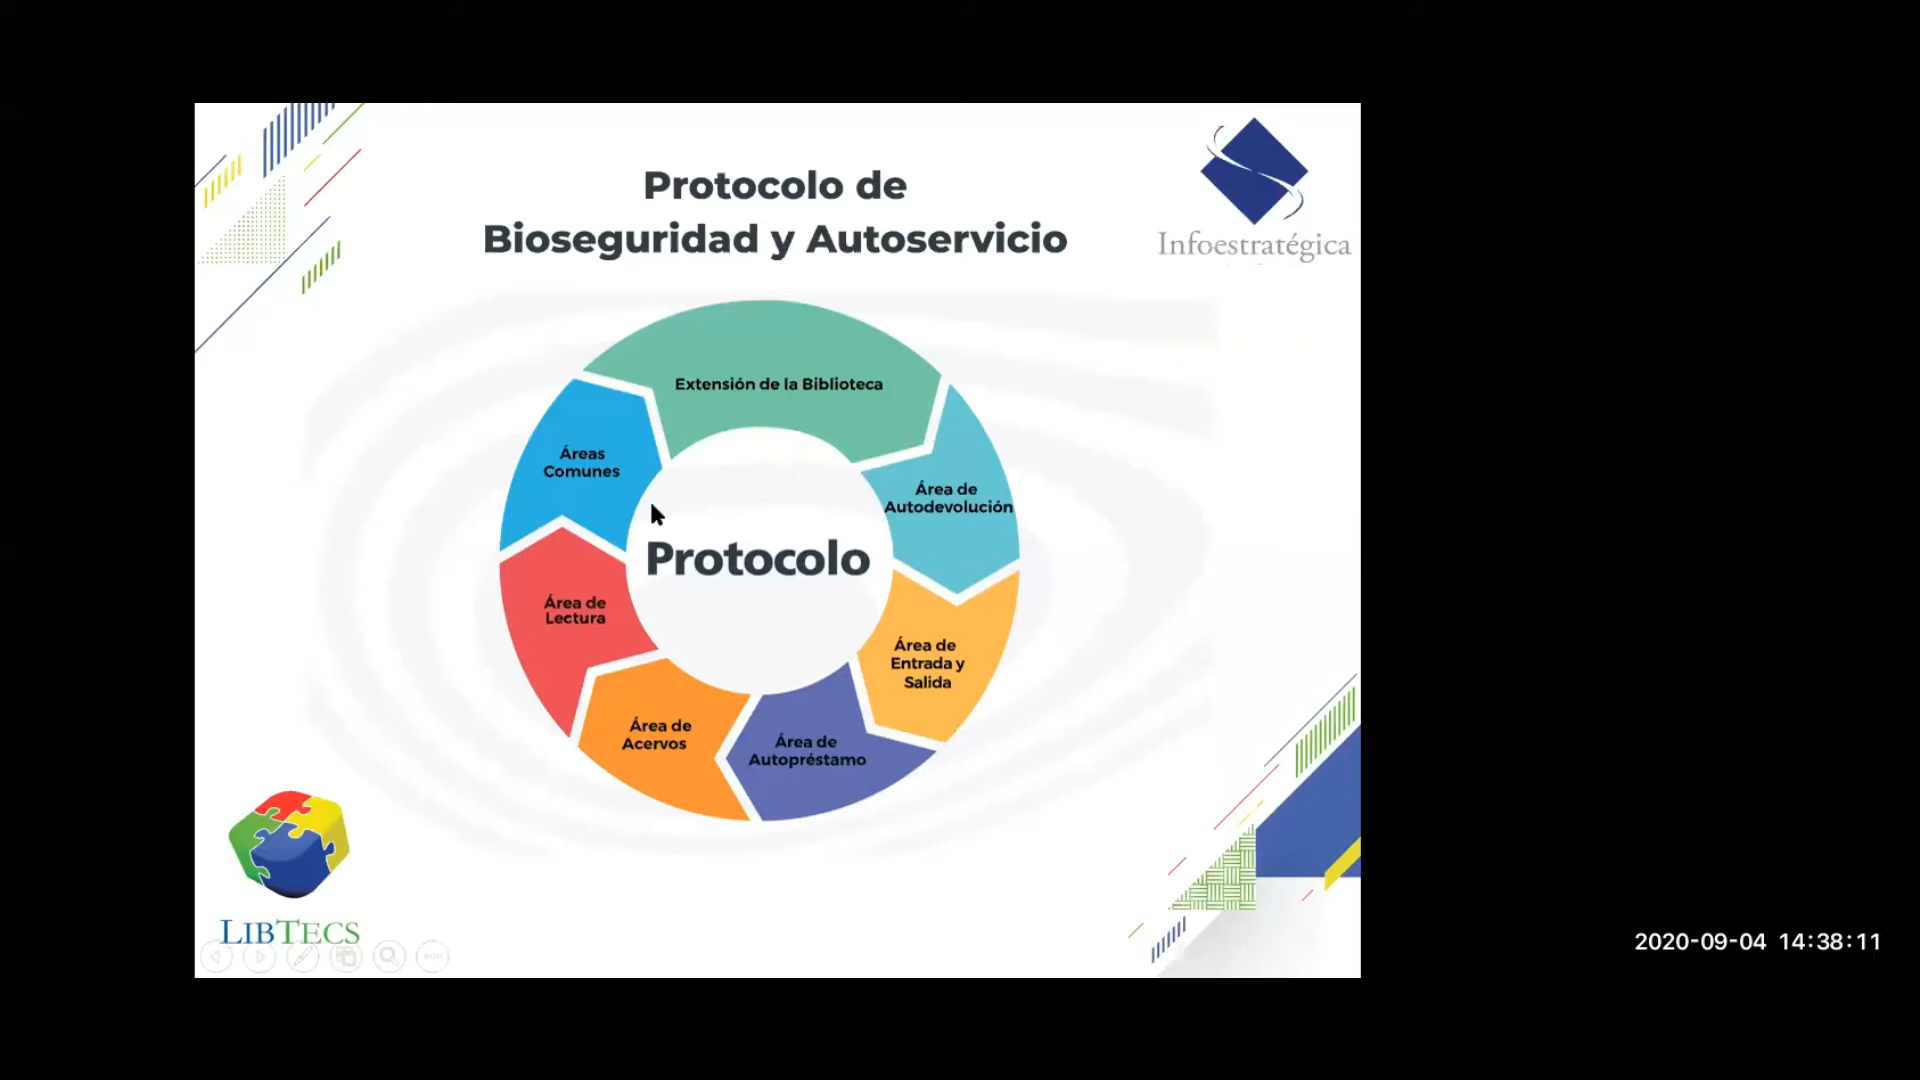 Protocolo de
Bioseguridad y Autoservicio
Infoestratégica
Extensión de la Biblioteca
Áreas
Comunes
Área de
Autodevolución
Protocolo
Área de
Lectura
Área de
Entrada y
Salida
Área de
Acervos
Área de
Autopréstamo
LIBTECS
2020-09-04 14:38:11